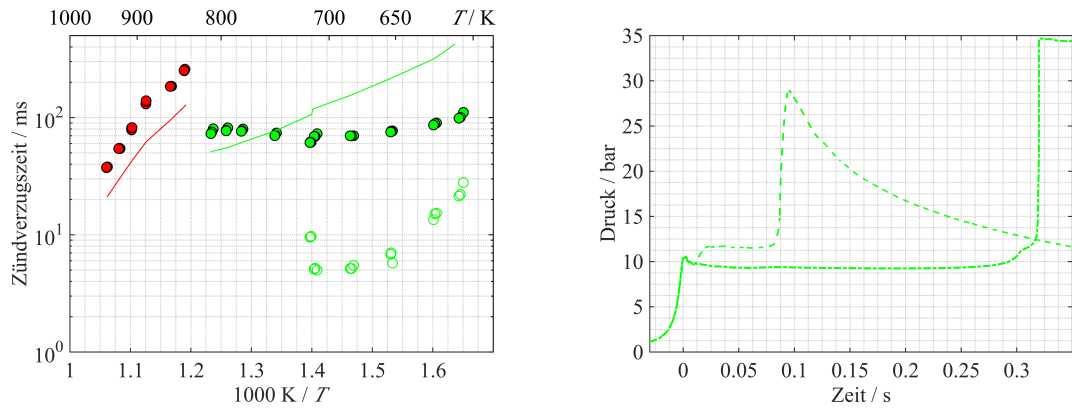 1000 900 800 700 650 T / K
Zündverzugszeit / ms
10^2
10^1
10^0
1 1.1 1.2 1.3 1.4 1.5 1.6
1000 K / T
Druck / bar
35
30
25
20
15
10
5
0
0 0.05 0.1 0.15 0.2 0.25 0.3
Zeit / s